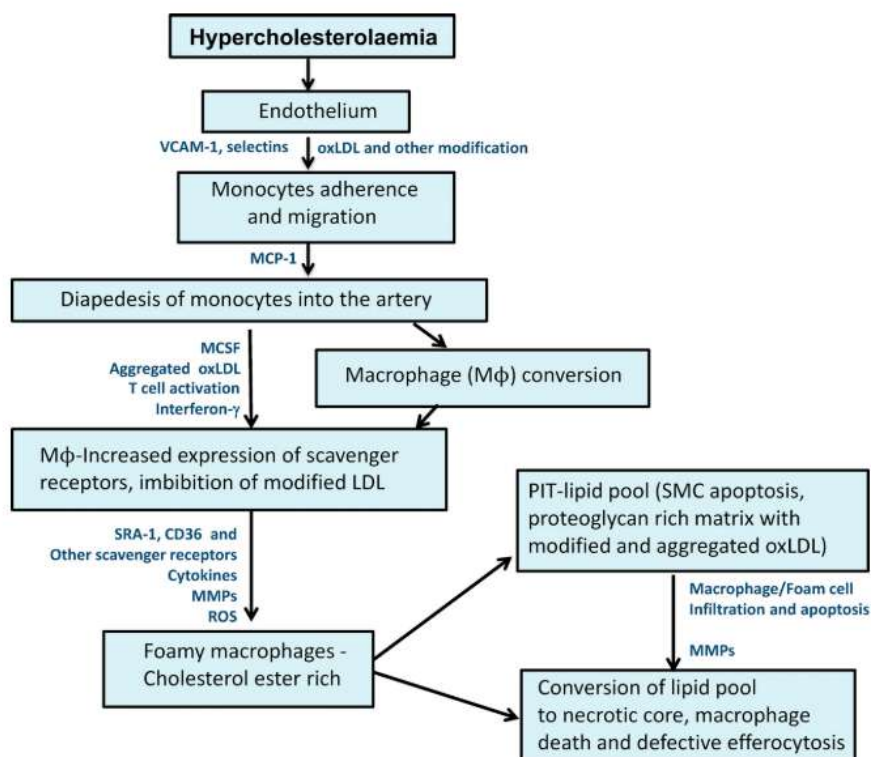 Hypercholesterolaemia
Endothelium
VCAM-1, selectins
oxLDL and other modification
Monocytes adherence
and migration
MCP-1
Diapedesis of monocytes into the artery
MCSF
Aggregated oxLDL
T cell activation
Interferon-γ
Macrophage (Mϕ) conversion
Mϕ-Increased expression of scavenger
receptors, imbibition of modified LDL
SRA-1, CD36 and
Other scavenger receptors
Cytokines
MMPs
ROS
Foamy macrophages -
Cholesterol ester rich
PIT-lipid pool (SMC apoptosis,
proteoglycan rich matrix with
modified and aggregated oxLDL)
Macrophage/Foam cell
Infiltration and apoptosis
MMPs
Conversion of lipid pool
to necrotic core, macrophage
death and defective efferocytosis